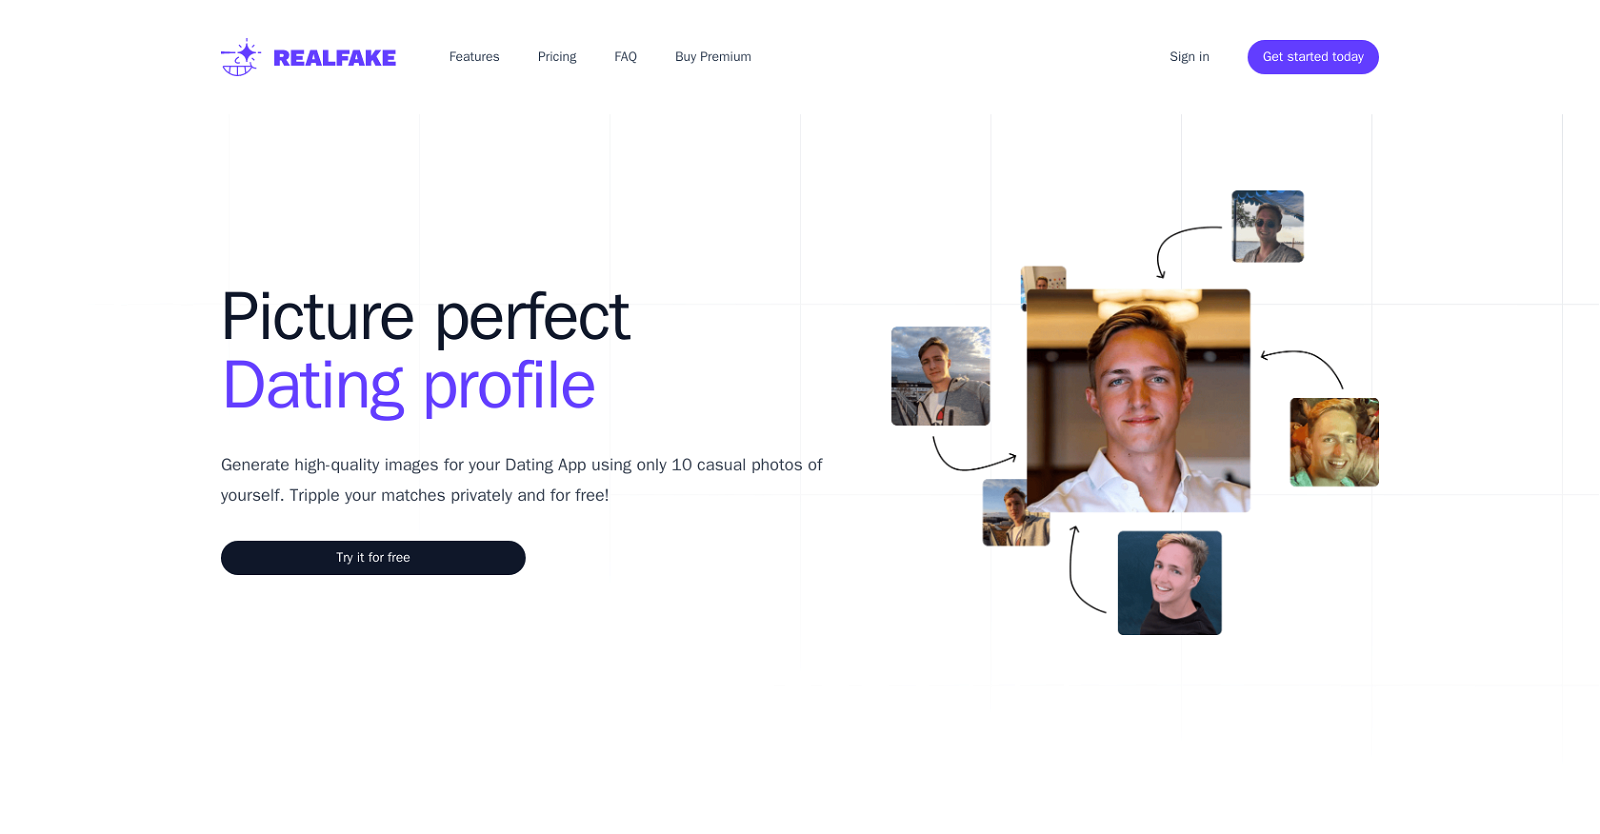 REALFAKE
Features
Pricing
FAQ
Buy Premium
Sign in
Get started today
Picture perfect
Dating profile
Generate high-quality images for your Dating App using only 10 casual photos of
yourself. Tripple your matches privately and for free!
Try it for free